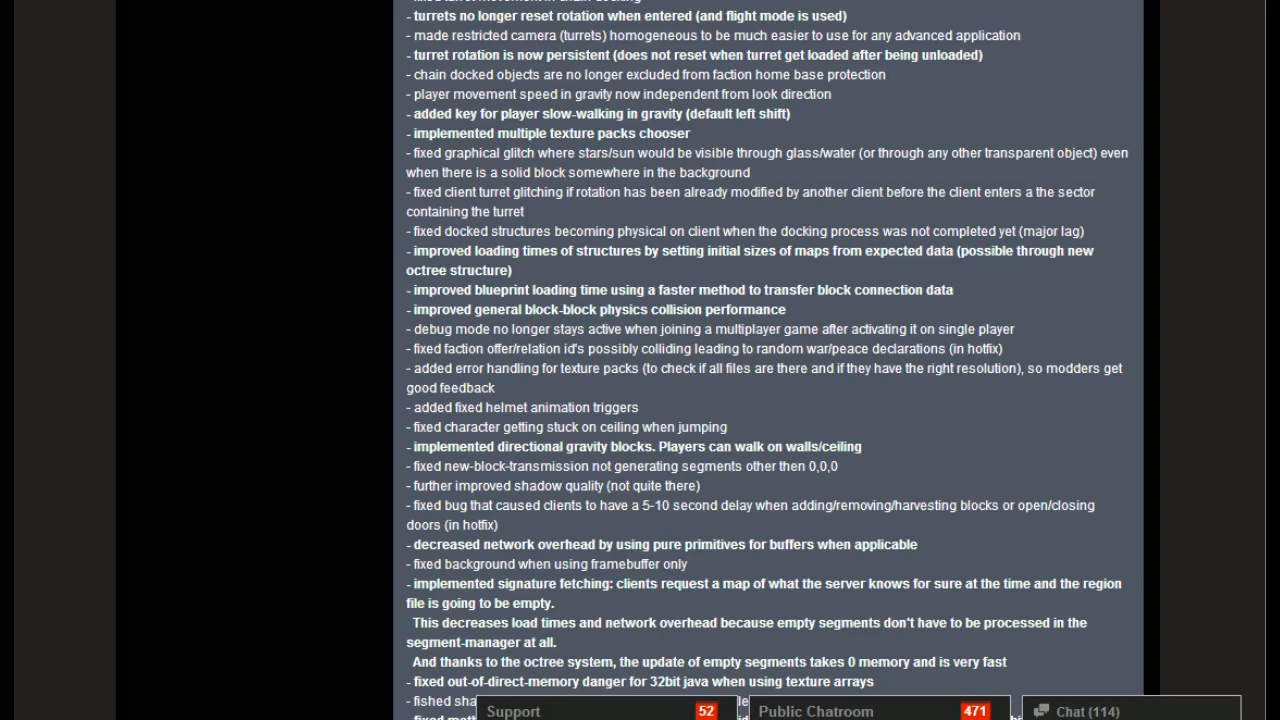 - turrets no longer reset rotation when entered (and flight mode is used)
- made restricted camera (turrets) homogeneous to be much easier to use for any advanced application
- turret rotation is now persistent (does not reset when turret get loaded after being unloaded)
- chain docked objects are no longer excluded from faction home base protection
- player movement speed in gravity now independent from look direction
- added key for player slow-walking in gravity (default left shift)
- implemented multiple texture packs chooser
- fixed graphical glitch where stars/sun would be visible through glass/water (or through any other transparent object) even
when there is a solid block somewhere in the background
- fixed client turret glitching if rotation has been already modified by another client before the client enters a the sector
containing the turret
- fixed docked structures becoming physical on client when the docking process was not completed yet (major lag)
- improved loading times of structures by setting initial sizes of maps from expected data (possible through new
octree structure)
- improved blueprint loading time using a faster method to transfer block connection data
- improved general block-block physics collision performance
- debug mode no longer stays active when joining a multiplayer game after activating it on single player
- fixed faction offer/relation id's possibly colliding leading to random war/peace declarations (in hotfix)
- added error handling for texture packs (to check if all files are there and if they have the right resolution), so modders get
good feedback
- added fixed helmet animation triggers
- fixed character getting stuck on ceiling when jumping
- implemented directional gravity blocks. Players can walk on walls/ceiling
- fixed new-block-transmission not generating segments other then 0,0,0
- further improved shadow quality (not quite there)
- fixed bug that caused clients to have a 5-10 second delay when adding/removing/harvesting blocks or open/closing
doors (in hotfix)
- decreased network overhead by using pure primitives for buffers when applicable
- fixed background when using framebuffer only
- implemented signature fetching: clients request a map of what the server knows for sure at the time and the region
file is going to be empty.
This decreases load times and network overhead because empty segments don't have to be processed in the
segment-manager at all.
And thanks to the octree system, the update of empty segments takes 0 memory and is very fast
- fixed out-of-direct-memory danger for 32bit java when using texture arrays
- fished
Support 52 Public Chatroom 471 Chat (114)